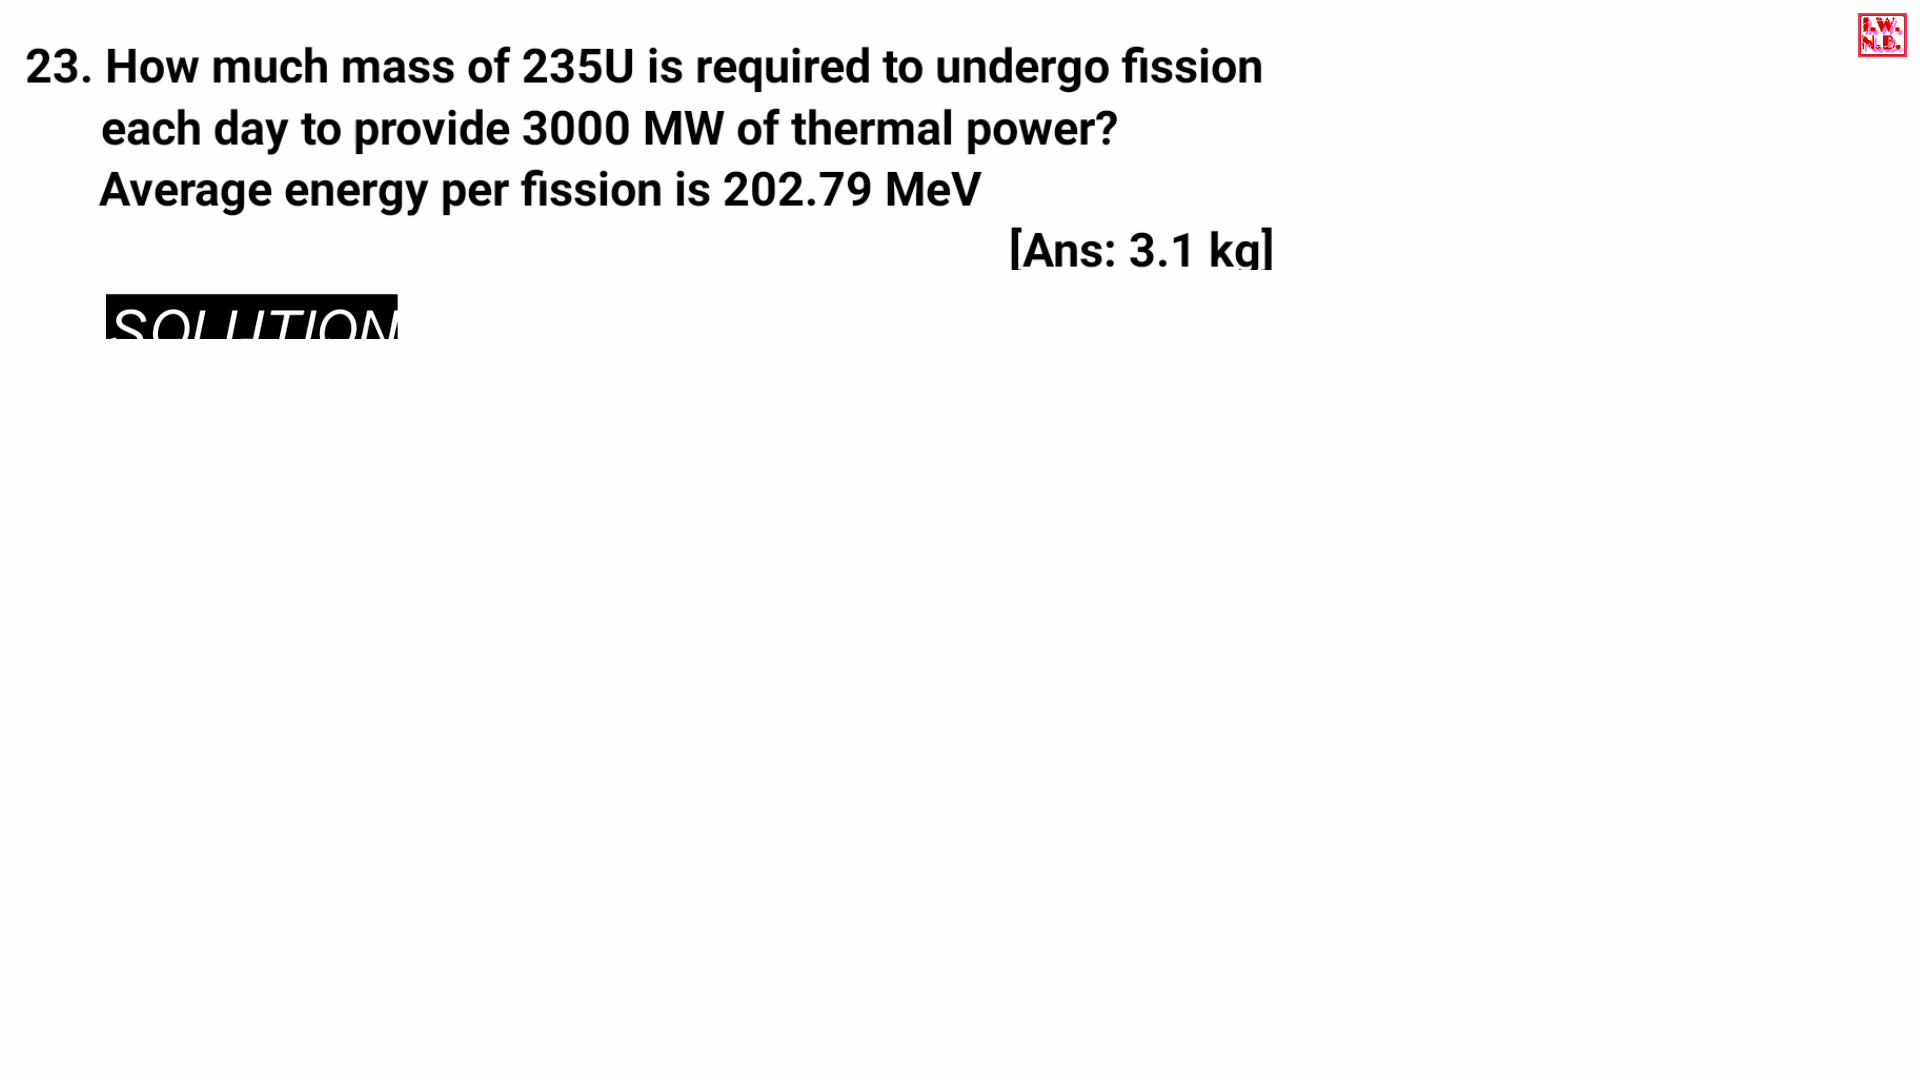 I.W.
N.B.
23. How much mass of 235U is required to undergo fission
each day to provide 3000 MW of thermal power?
Average energy per fission is 202.79 MeV
[Ans: 3.1 kg]
SOLUTION